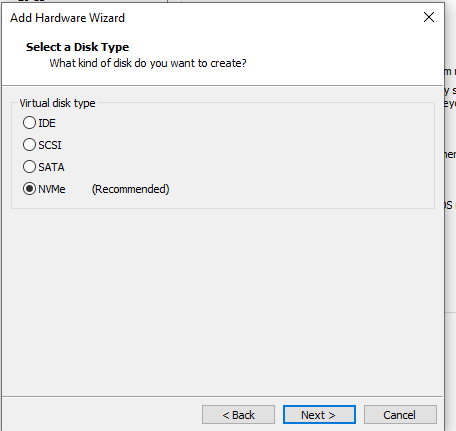 Add Hardware Wizard
Select a Disk Type
What kind of disk do you want to create?
Virtual disk type
IDE
SCSI
SATA
NVMe (Recommended)
< Back
Next >
Cancel